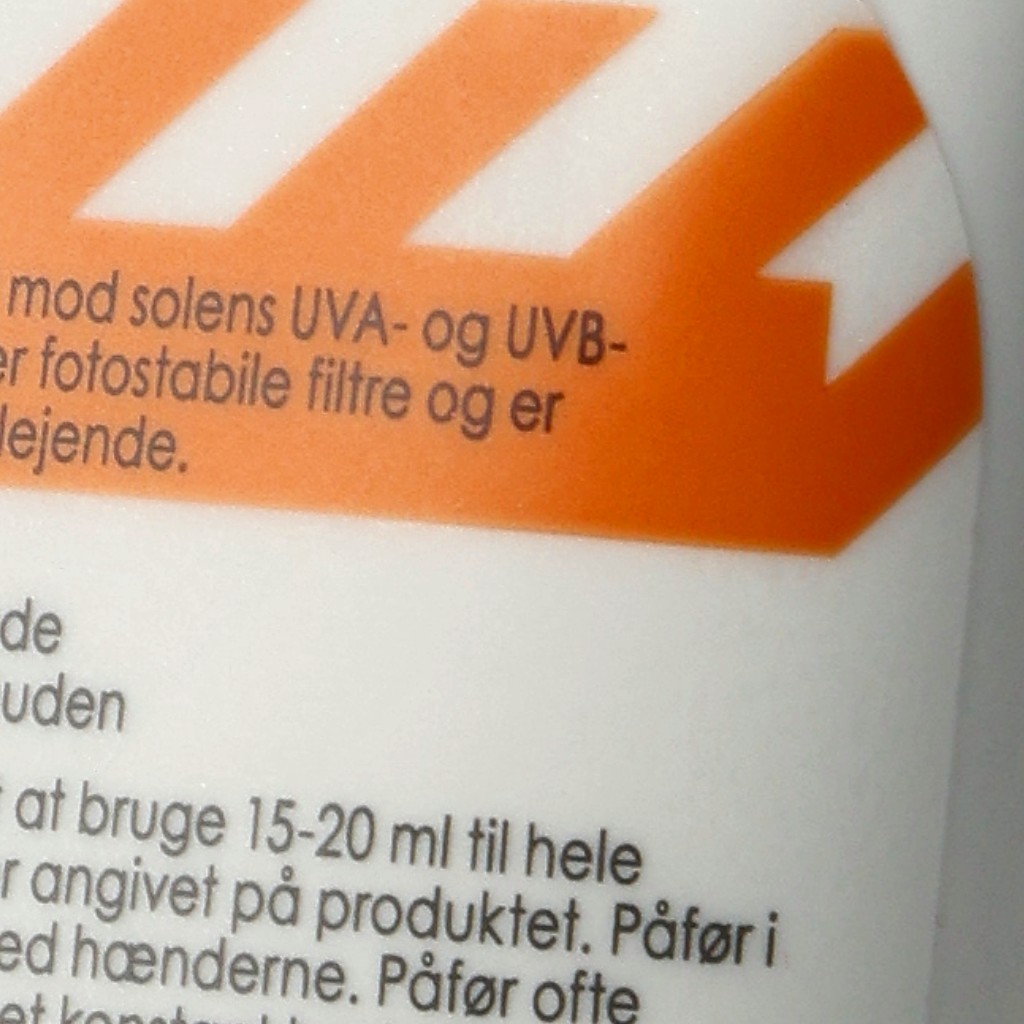 mod solens UVA- og UVB-
er fotostabile filtre og er
lejende.
de
uden
at bruge 15-20 ml til hele
r angivet på produktet. Påfør i
ed hænderne. Påfør ofte
et